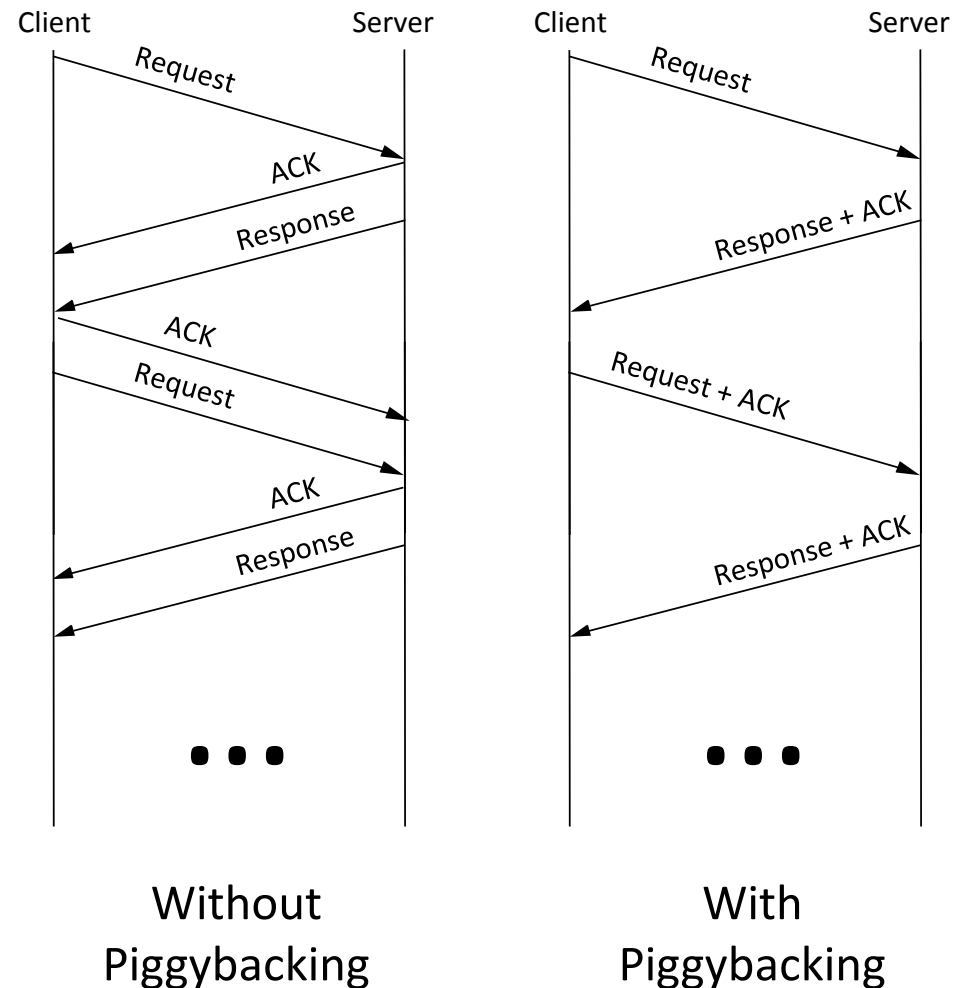 Client
Server
Request
ACK
Response
ACK
Request
ACK
Response
Without
Piggybacking
Client
Server
Request
Response + ACK
Request + ACK
Response + ACK
With
Piggybacking